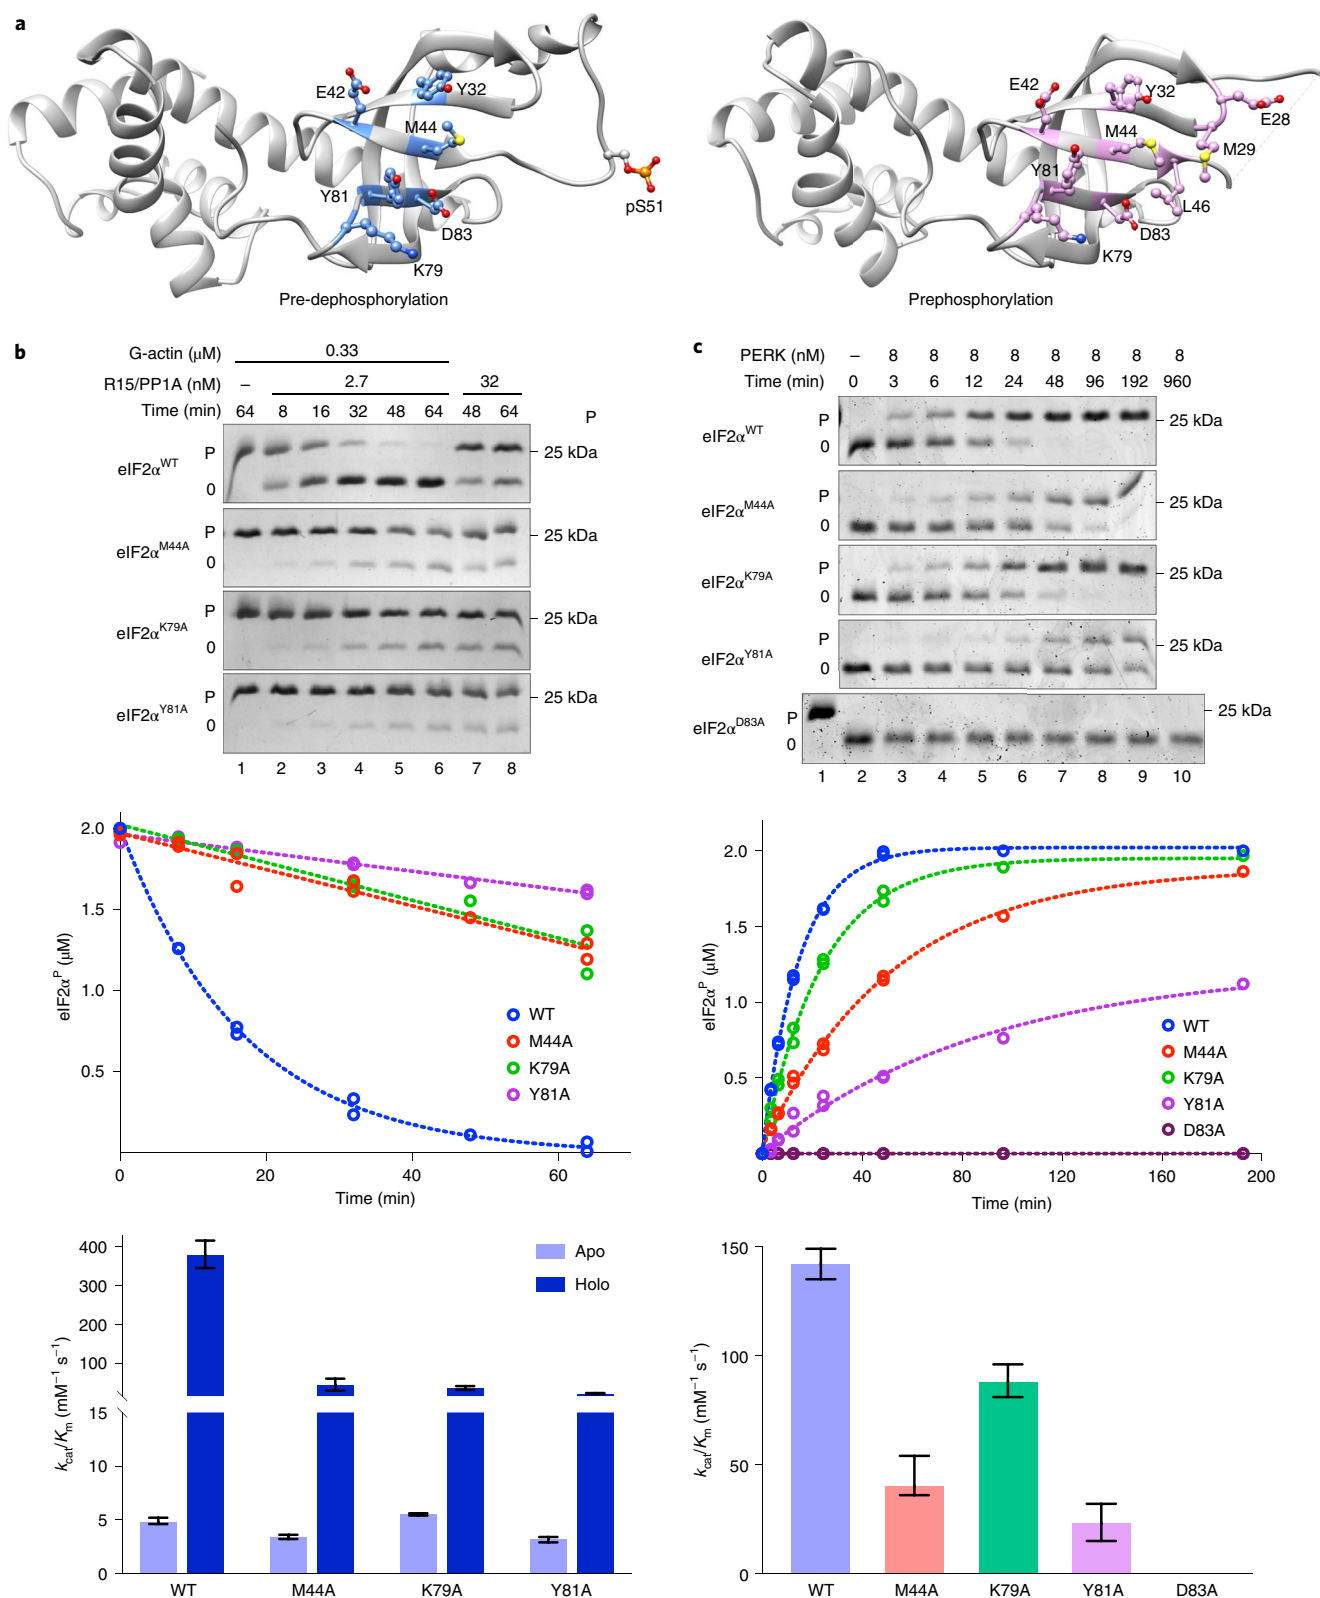 a
E42
Y32
M44
Y81
D83
K79
pS51
Pre-dephosphorylation
E42
Y32
E28
M44
M29
Y81
L46
D83
K79
Prephosphorylation
b
G-actin (μM) 0.33
R15/PP1A (nM) – 2.7 32
Time (min) 64 8 16 32 48 64 48 64 P
eIF2α^WT P 0 25 kDa
eIF2α^M44A P 0 25 kDa
eIF2α^K79A P 0 25 kDa
eIF2α^Y81A P 0 25 kDa
1 2 3 4 5 6 7 8
c
PERK (nM) – 8 8 8 8 8 8 8 8
Time (min) 0 3 6 12 24 48 96 192 960
eIF2α^WT P 0 25 kDa
eIF2α^M44A P 0 25 kDa
eIF2α^K79A P 0 25 kDa
eIF2α^Y81A P 0 25 kDa
eIF2α^D83A P 0 25 kDa
1 2 3 4 5 6 7 8 9 10
eIF2α^P (μM)
2.0
1.5
1.0
0.5
0 20 40 60
Time (min)
WT
M44A
K79A
Y81A
eIF2α^P (μM)
2.0
1.5
1.0
0.5
0
0 40 80 120 160 200
Time (min)
WT
M44A
K79A
Y81A
D83A
k_cat/K_m (mM⁻¹ s⁻¹)
400
300
200
100
15
10
5
0
WT M44A K79A Y81A
Apo
Holo
k_cat/K_m (mM⁻¹ s⁻¹)
150
100
50
0
WT M44A K79A Y81A D83A